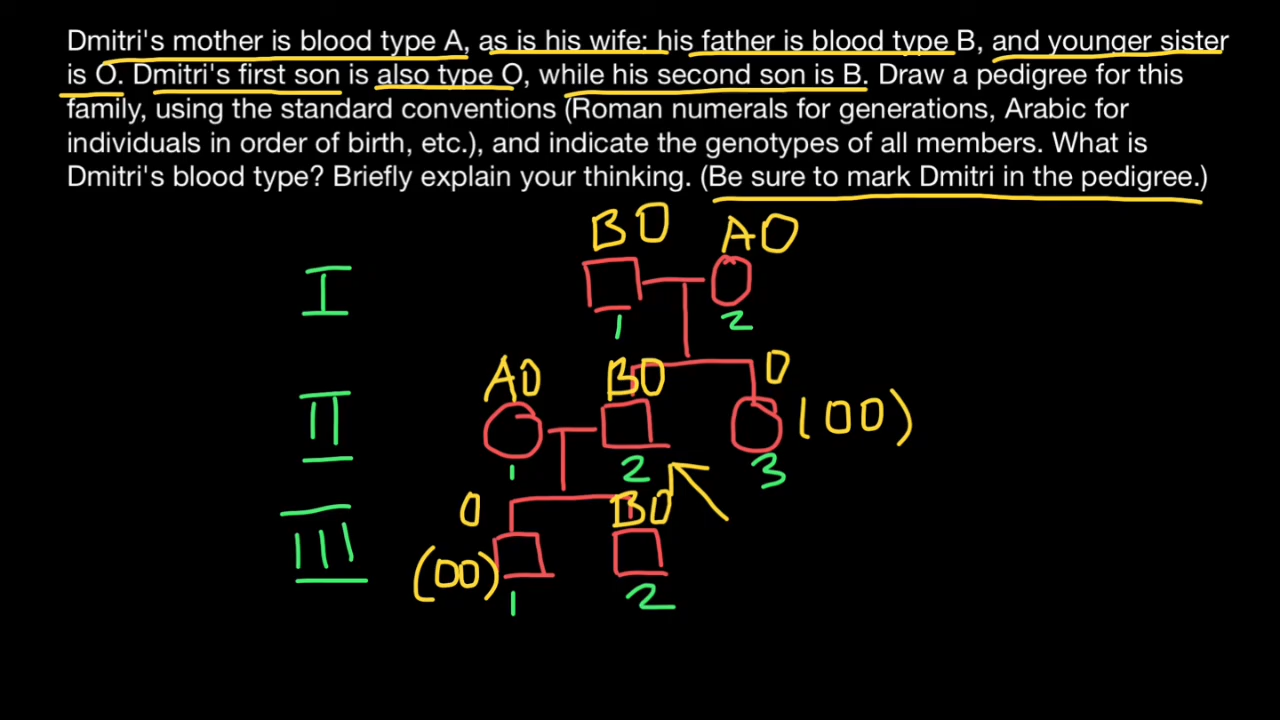 Dmitri's mother is blood type A, as is his wife: his father is blood type B, and younger sister
is O. Dmitri's first son is also type O, while his second son is B. Draw a pedigree for this
family, using the standard conventions (Roman numerals for generations, Arabic for
individuals in order of birth, etc.), and indicate the genotypes of all members. What is
Dmitri's blood type? Briefly explain your thinking. (Be sure to mark Dmitri in the pedigree.)
BO AO
I
1 2
AO BO O
II (OO)
1 2 3
O BO
III (OO)
1 2